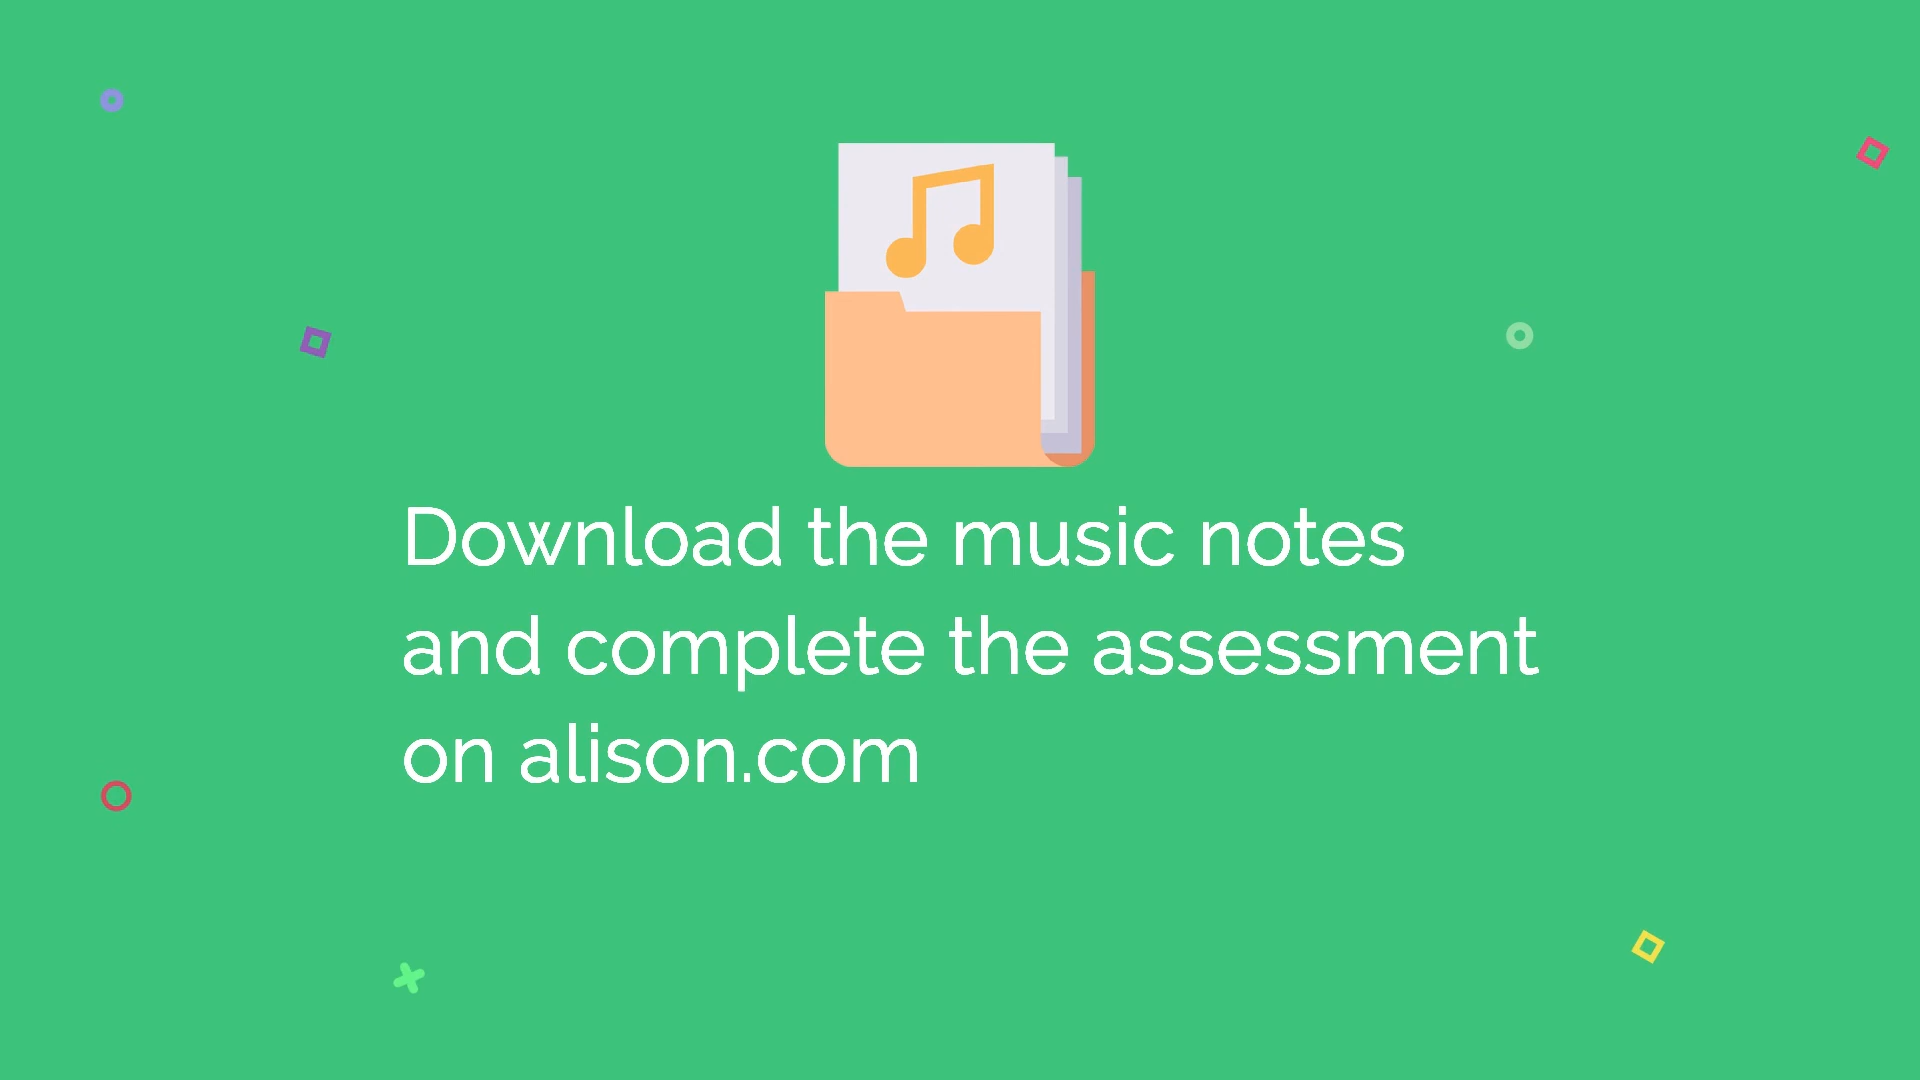 Download the music notes
and complete the assessment
on alison.com